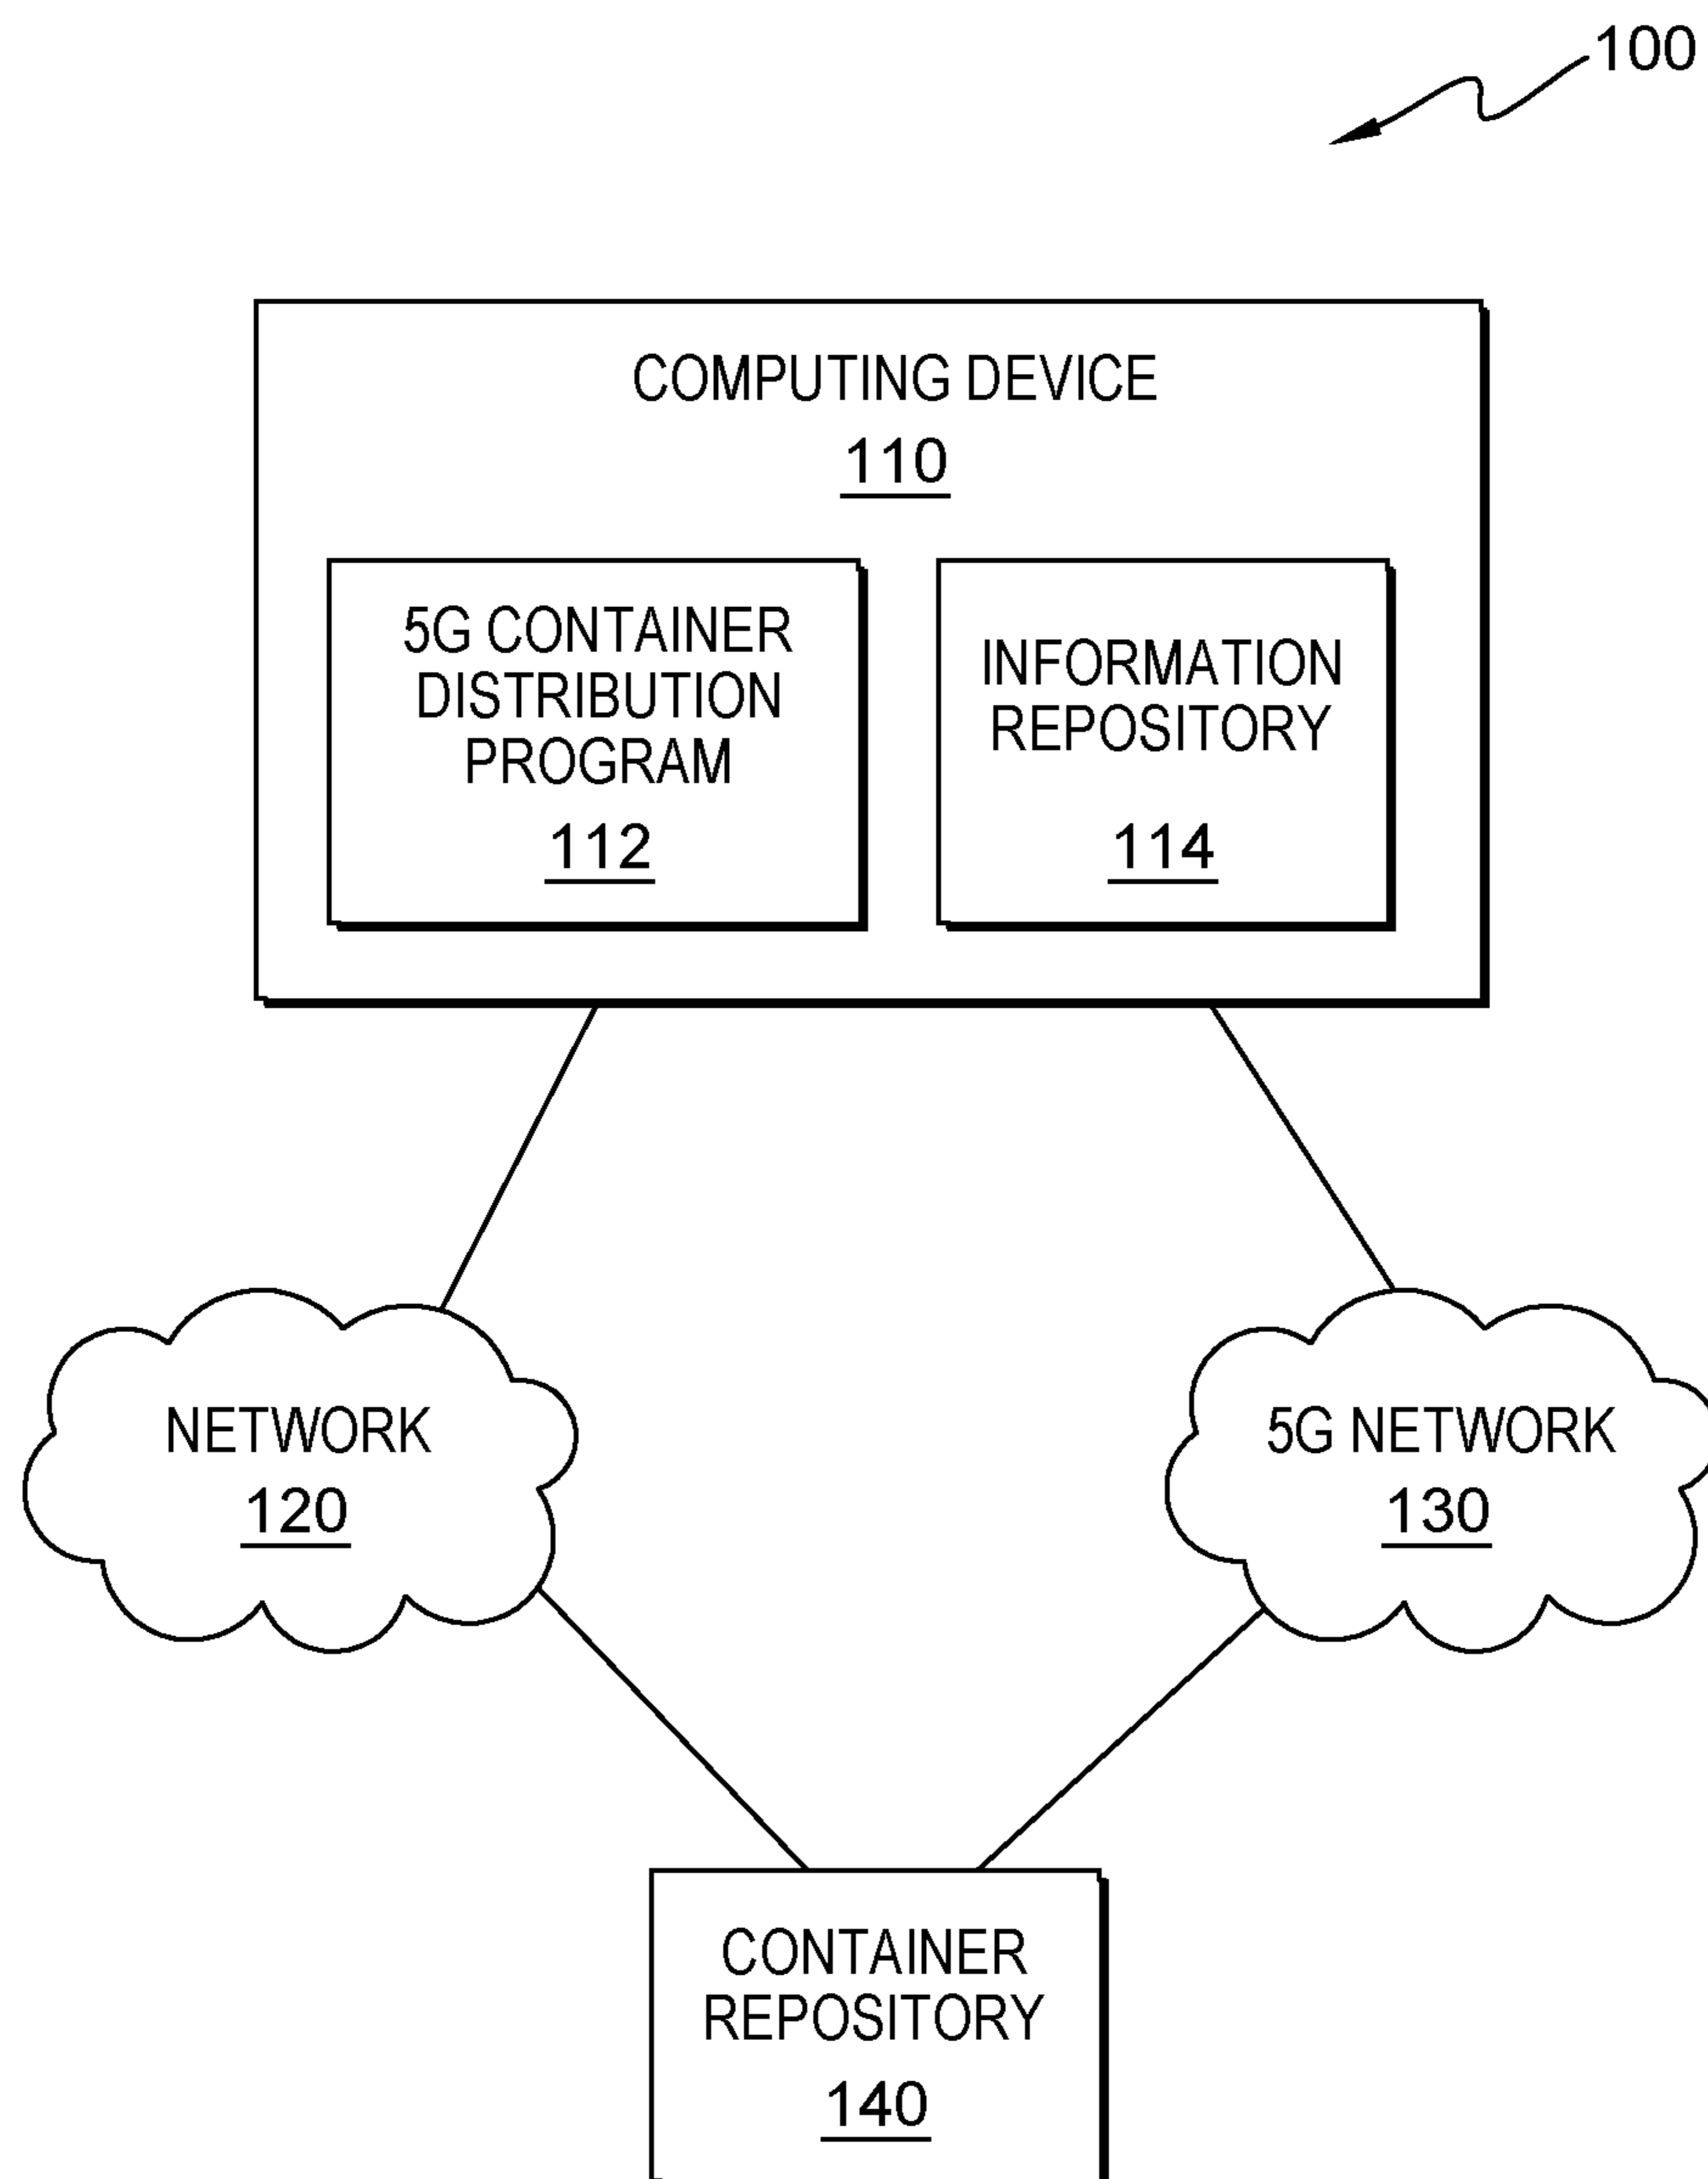 100
COMPUTING DEVICE
110
5G CONTAINER
DISTRIBUTION
PROGRAM
112
INFORMATION
REPOSITORY
114
NETWORK
120
5G NETWORK
130
CONTAINER
REPOSITORY
140